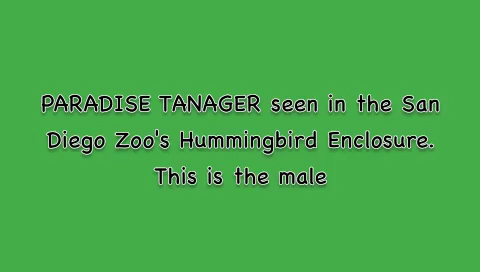 PARADISE TANAGER seen in the San
Diego Zoo's Hummingbird Enclosure.
This is the male